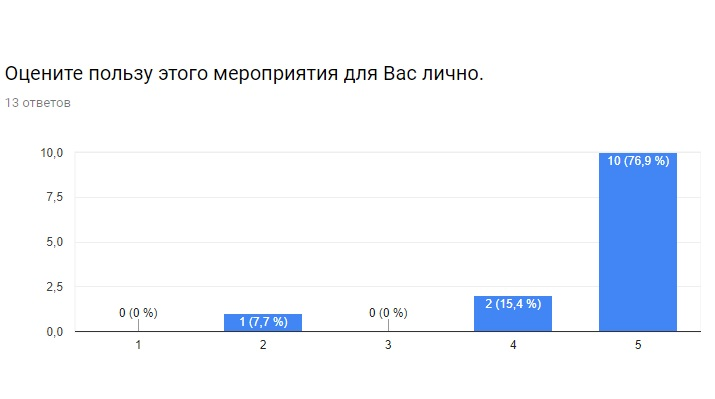 Оцените пользу этого мероприятия для Вас лично.
13 ответов
10,0
7,5
5,0
2,5
0,0
0 (0 %)
1 (7,7 %)
0 (0 %)
2 (15,4 %)
10 (76,9 %)
1 2 3 4 5